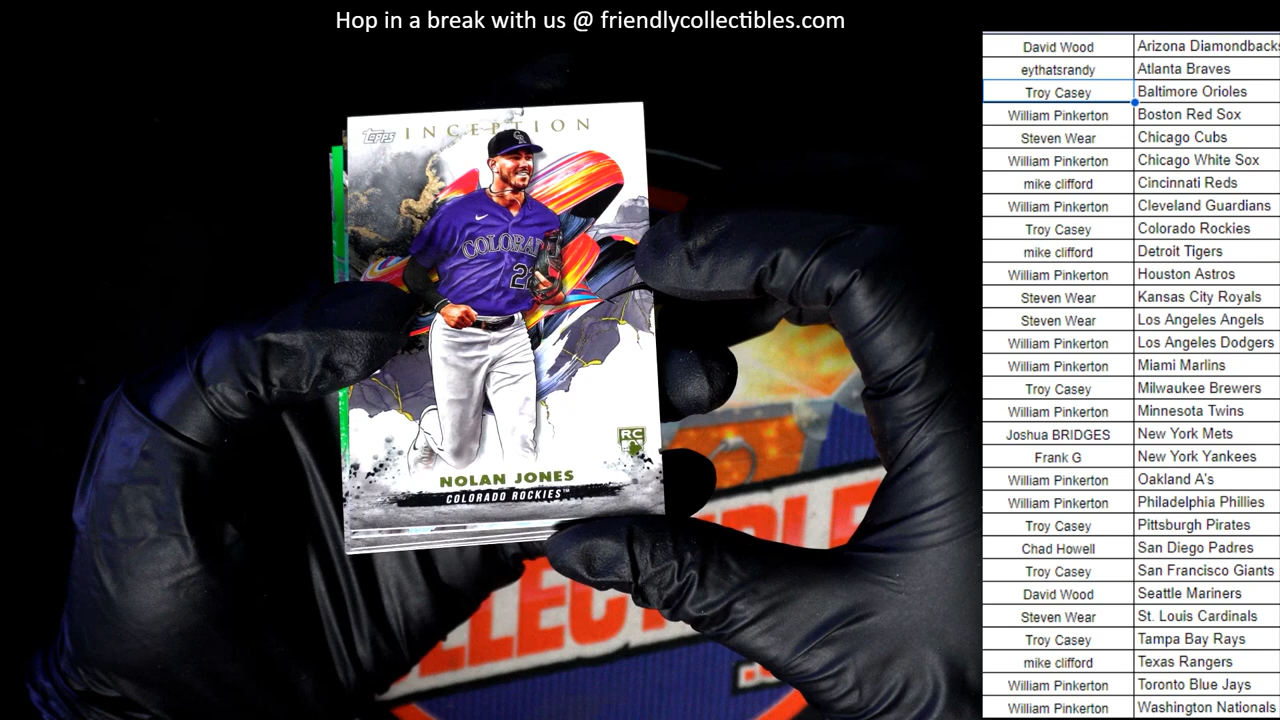 Hop in a break with us @ friendlycollectibles.com
Topps INCEPTION
COLORA
22
RC
NOLAN JONES
COLORADO ROCKIES™
LECT
David Wood Arizona Diamondbacks
eythatsrandy Atlanta Braves
Troy Casey Baltimore Orioles
William Pinkerton Boston Red Sox
Steven Wear Chicago Cubs
William Pinkerton Chicago White Sox
mike clifford Cincinnati Reds
William Pinkerton Cleveland Guardians
Troy Casey Colorado Rockies
mike clifford Detroit Tigers
William Pinkerton Houston Astros
Steven Wear Kansas City Royals
Steven Wear Los Angeles Angels
William Pinkerton Los Angeles Dodgers
William Pinkerton Miami Marlins
Troy Casey Milwaukee Brewers
William Pinkerton Minnesota Twins
Joshua BRIDGES New York Mets
Frank G New York Yankees
William Pinkerton Oakland A's
William Pinkerton Philadelphia Phillies
Troy Casey Pittsburgh Pirates
Chad Howell San Diego Padres
Troy Casey San Francisco Giants
David Wood Seattle Mariners
Steven Wear St. Louis Cardinals
Troy Casey Tampa Bay Rays
mike clifford Texas Rangers
William Pinkerton Toronto Blue Jays
William Pinkerton Washington Nationals